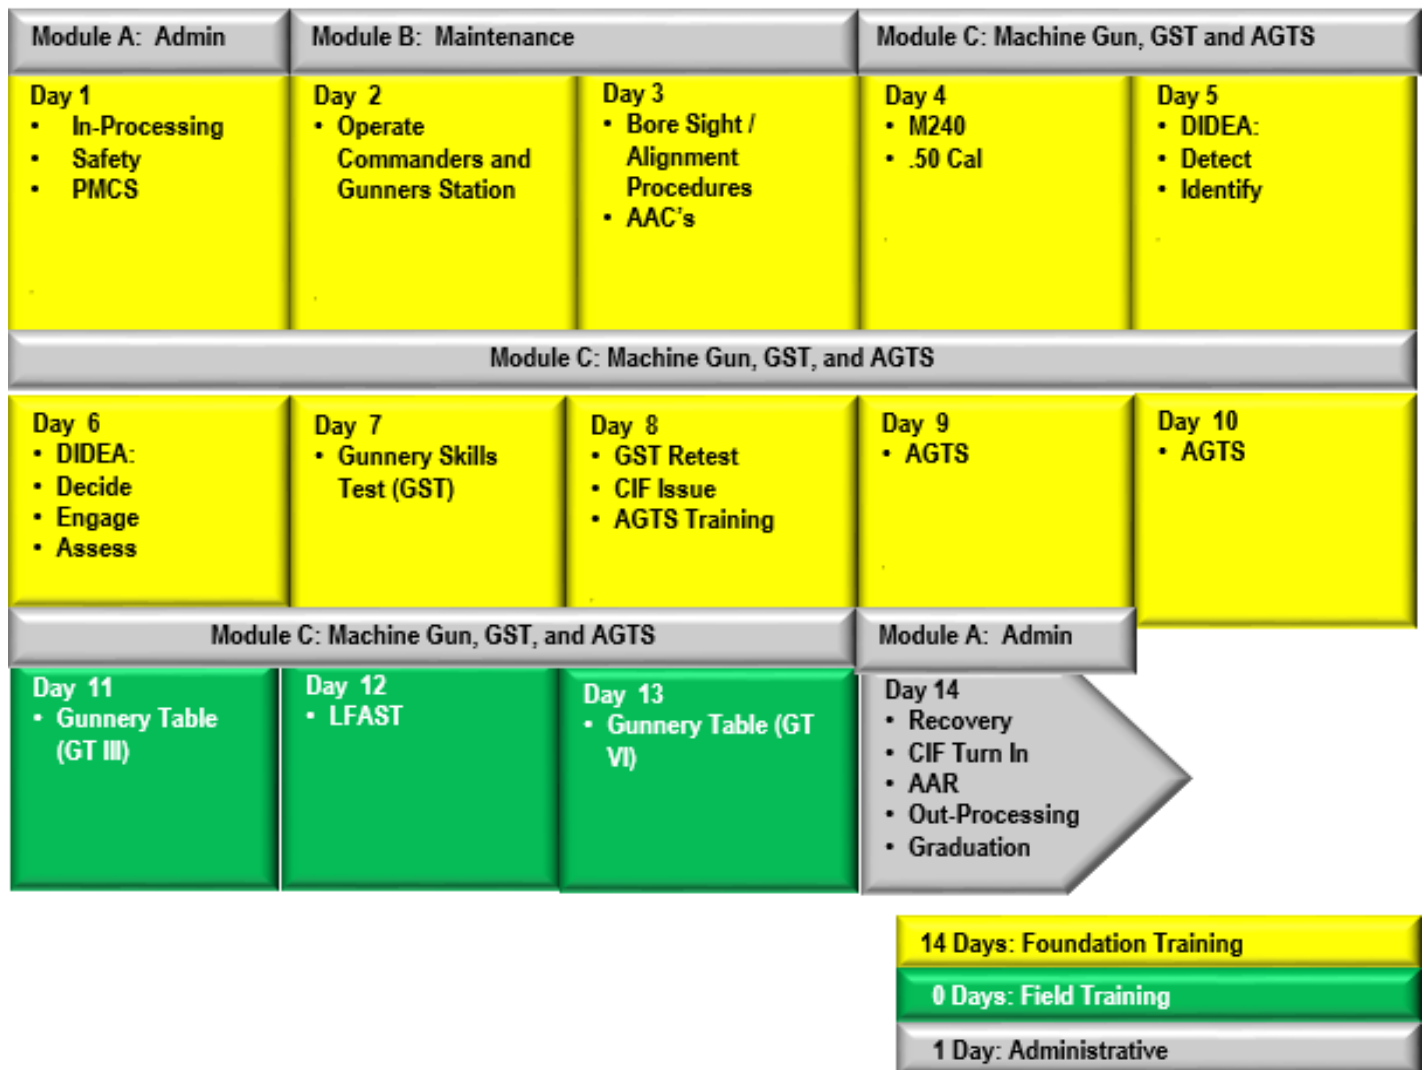 Module A: Admin
Module B: Maintenance
Module C: Machine Gun, GST and AGTS
Day 1
• In-Processing
• Safety
• PMCS
Day 2
• Operate
Commanders and
Gunners Station
Day 3
• Bore Sight /
Alignment
Procedures
• AAC's
Day 4
• M240
• .50 Cal
Day 5
• DIDEA:
• Detect
• Identify
Module C: Machine Gun, GST, and AGTS
Day 6
• DIDEA:
• Decide
• Engage
• Assess
Day 7
• Gunnery Skills
Test (GST)
Day 8
• GST Retest
• CIF Issue
• AGTS Training
Day 9
• AGTS
Day 10
• AGTS
Module C: Machine Gun, GST, and AGTS
Module A: Admin
Day 11
• Gunnery Table
(GT III)
Day 12
• LFAST
Day 13
• Gunnery Table (GT
VI)
Day 14
• Recovery
• CIF Turn In
• AAR
• Out-Processing
• Graduation
14 Days: Foundation Training
0 Days: Field Training
1 Day: Administrative